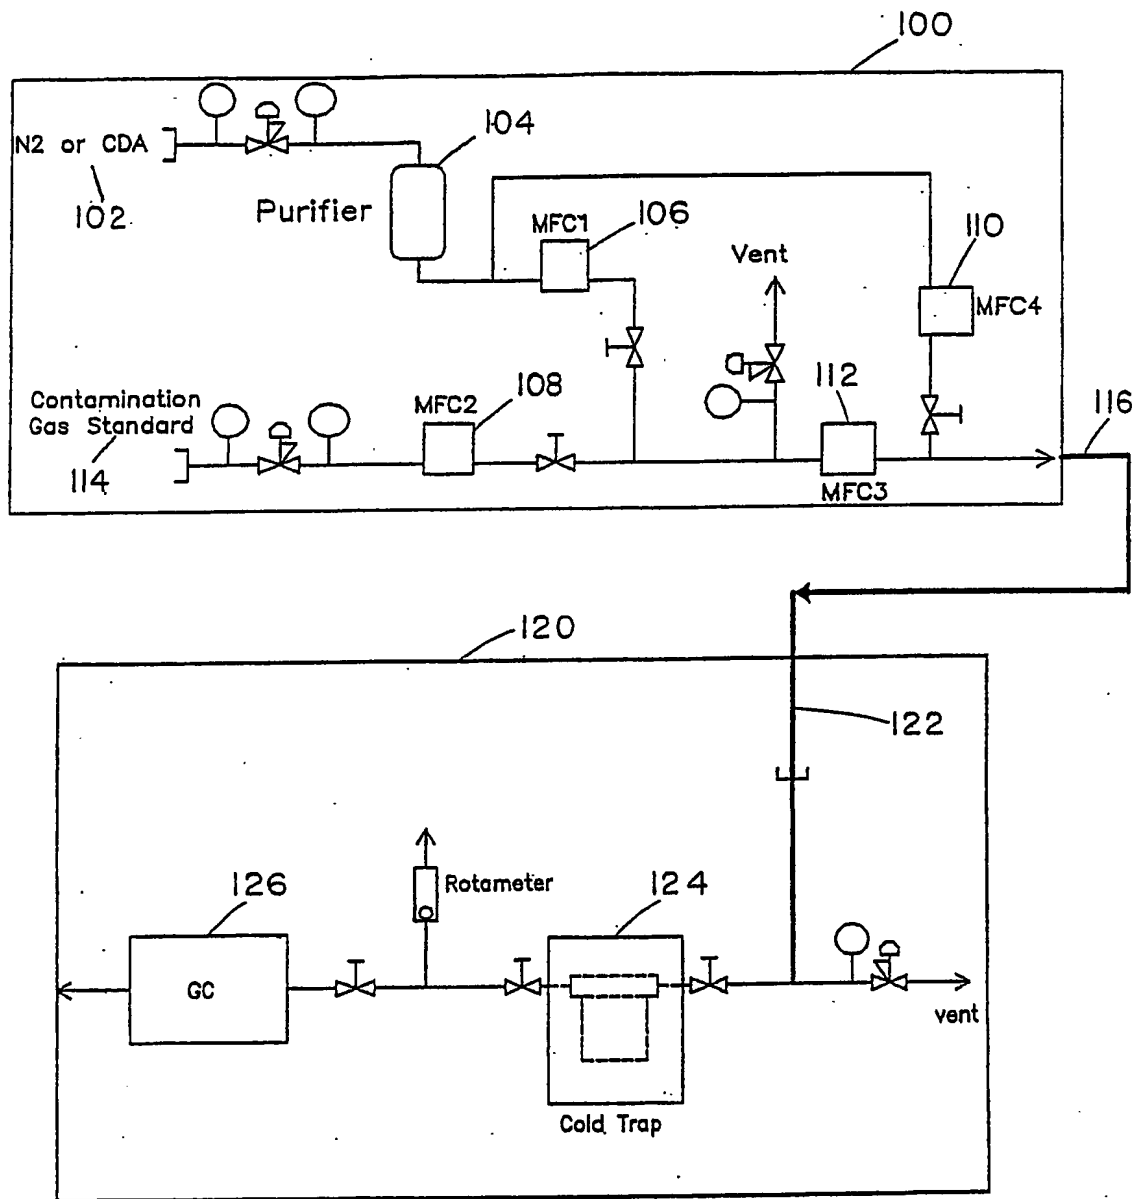 100
N2 or CDA
102
104
Purifier
MFC1
106
Vent
110
MFC4
Contamination
Gas Standard
114
MFC2
108
112
MFC3
116
120
122
Rotameter
126
GC
124
Cold Trap
vent